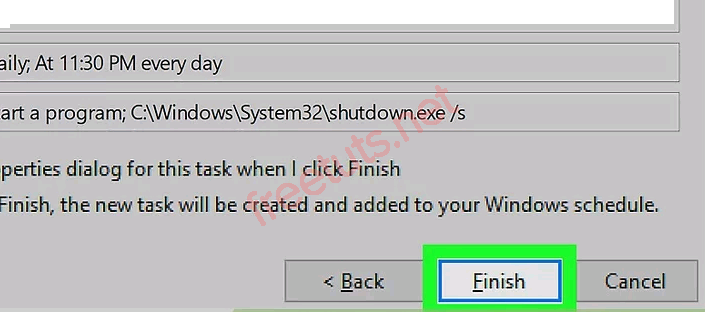 aily; At 11:30 PM every day
art a program; C:\Windows\System32\shutdown.exe /s
operties dialog for this task when I click Finish
Finish, the new task will be created and added to your Windows schedule.
freetuts.net
< Back
Finish
Cancel